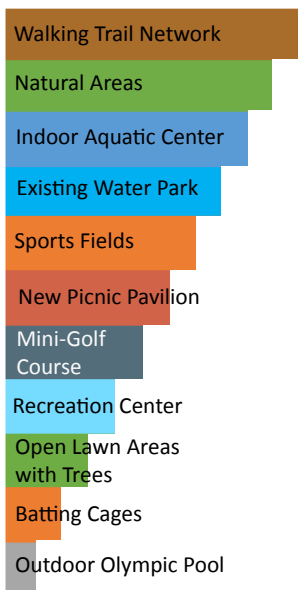 Walking Trail Network
Natural Areas
Indoor Aquatic Center
Existing Water Park
Sports Fields
New Picnic Pavilion
Mini-Golf
Course
Recreation Center
Open Lawn Areas
with Trees
Batting Cages
Outdoor Olympic Pool